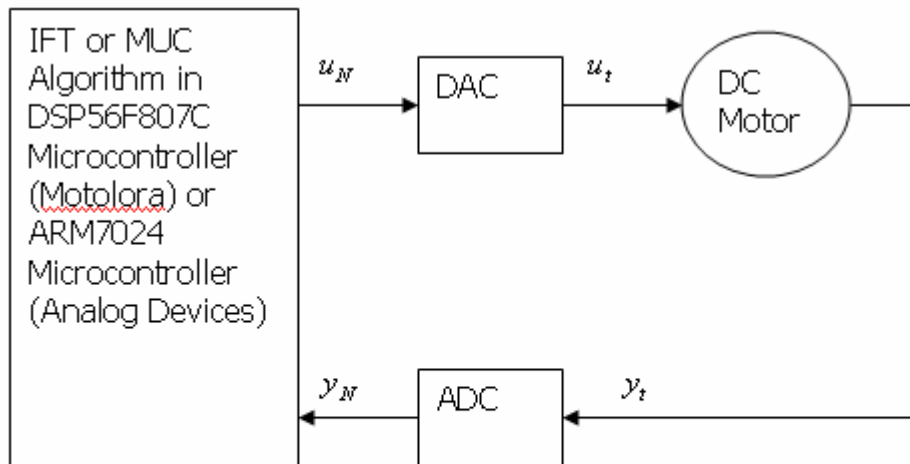 IFT or MUC
Algorithm in
DSP56F807C
Microcontroller
(Motolora) or
ARM7024
Microcontroller
(Analog Devices)
u_N
DAC
u_t
DC
Motor
y_N
ADC
y_t